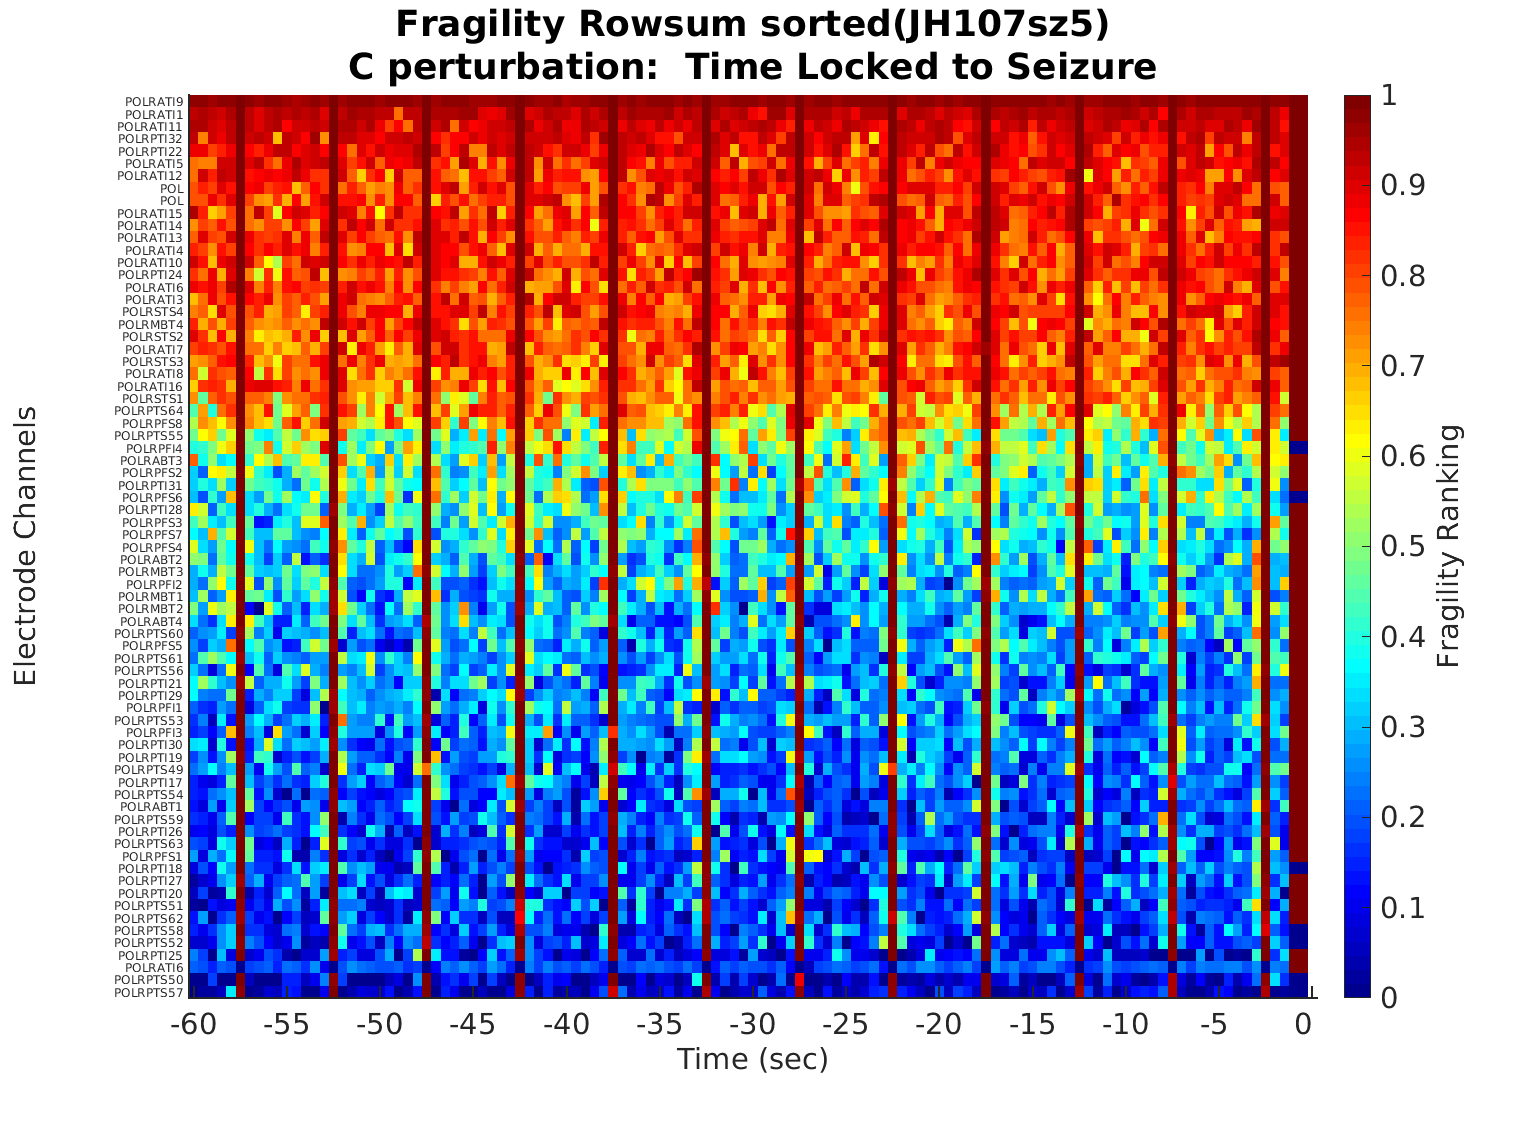 Fragility Rowsum sorted(JH107sz5)
C perturbation:  Time Locked to Seizure
POLRATI9
POLRATI1
POLRATI11
POLRPTI32
POLRPTI22
POLRATI5
POLRATI12
POL
POL
POLRATI15
POLRATI14
POLRATI13
POLRATI4
POLRATI10
POLRPTI24
POLRATI6
POLRATI3
POLRSTS4
POLRMBT4
POLRSTS2
POLRATI7
POLRSTS3
POLRATI8
POLRATI16
POLRSTS1
POLRPTS64
POLRPFS8
POLRPTS55
POLRPFI4
POLRABT3
POLRPFS2
POLRPTI31
POLRPFS6
POLRPTI28
POLRPFS3
POLRPFS7
POLRPFS4
POLRABT2
POLRMBT3
POLRPFI2
POLRMBT1
POLRMBT2
POLRABT4
POLRPTS60
POLRPFS5
POLRPTS61
POLRPTS56
POLRPTI21
POLRPTI29
POLRPFI1
POLRPTS53
POLRPFI3
POLRPTI30
POLRPTI19
POLRPTS49
POLRPTI17
POLRPTS54
POLRABT1
POLRPTS59
POLRPTI26
POLRPTS63
POLRPFS1
POLRPTI18
POLRPTI27
POLRPTI20
POLRPTS51
POLRPTS62
POLRPTS58
POLRPTS52
POLRPTI25
POLRATI6
POLRPTS50
POLRPTS57
Electrode Channels
-60 -55 -50 -45 -40 -35 -30 -25 -20 -15 -10 -5 0
Time (sec)
1
0.9
0.8
0.7
0.6
0.5
0.4
0.3
0.2
0.1
0
Fragility Ranking